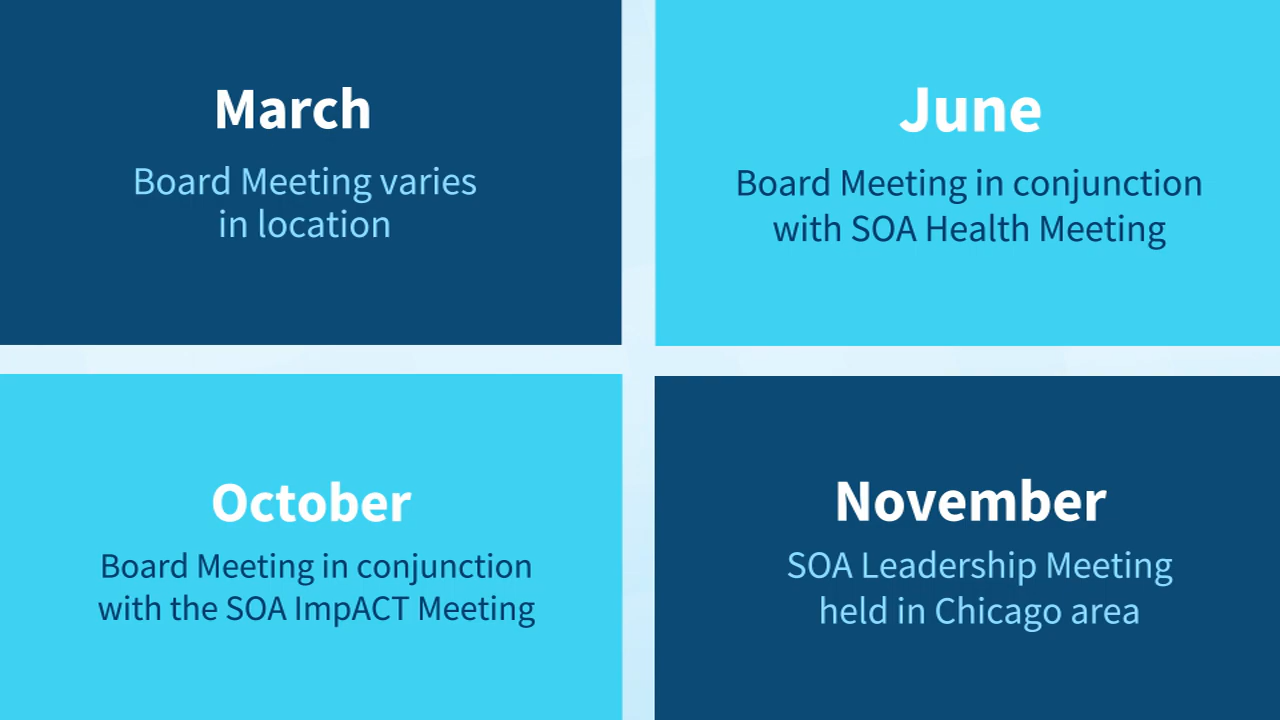 March
Board Meeting varies
in location
June
Board Meeting in conjunction
with SOA Health Meeting
October
Board Meeting in conjunction
with the SOA ImpACT Meeting
November
SOA Leadership Meeting
held in Chicago area